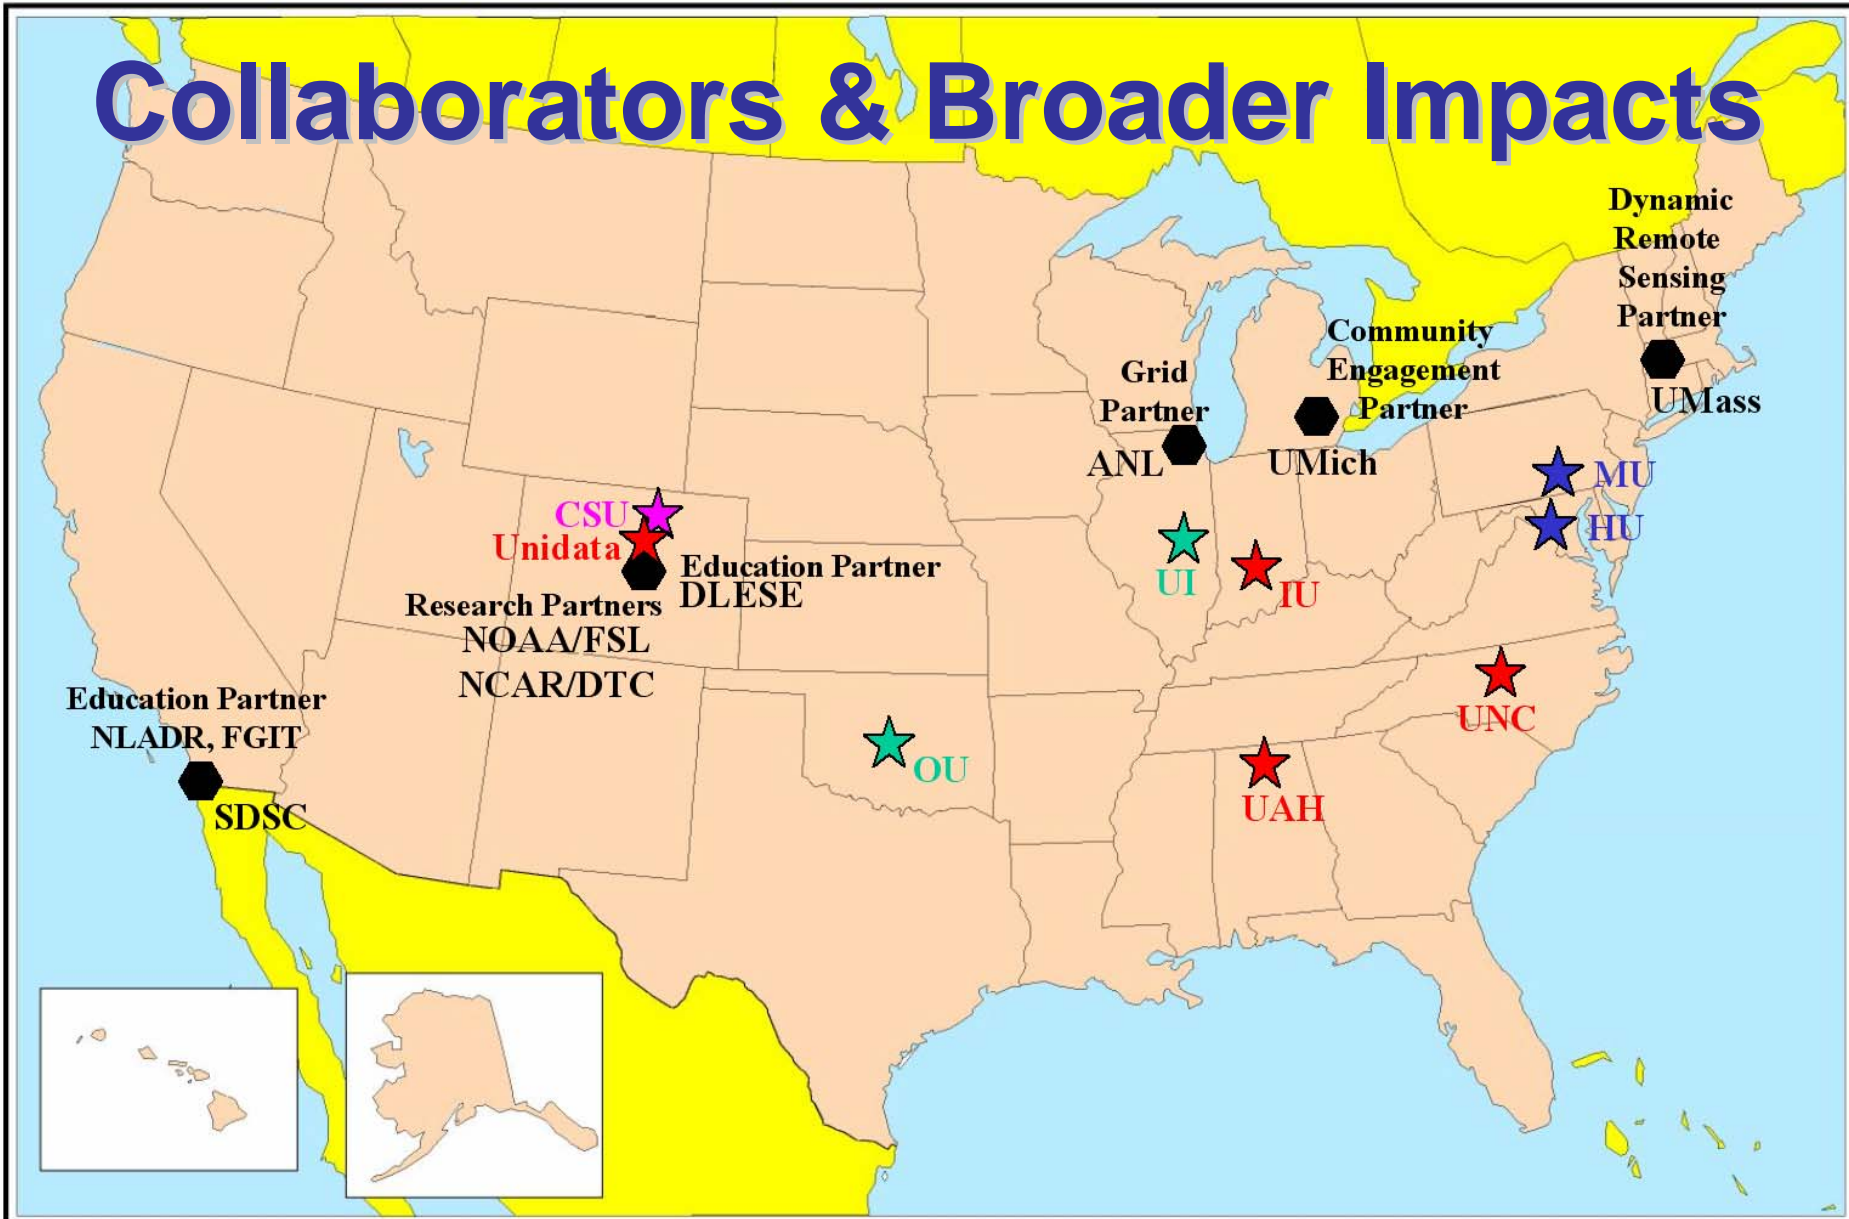 Collaborators & Broader Impacts
Dynamic
Remote
Sensing
Partner
UMass
Community
Engagement
Partner
UMich
Grid
Partner
ANL
MU
HU
CSU
Unidata
Education Partner
DLESE
Research Partners
NOAA/FSL
NCAR/DTC
UI
IU
Education Partner
NLADR, FGIT
SDSC
OU
UNC
UAH